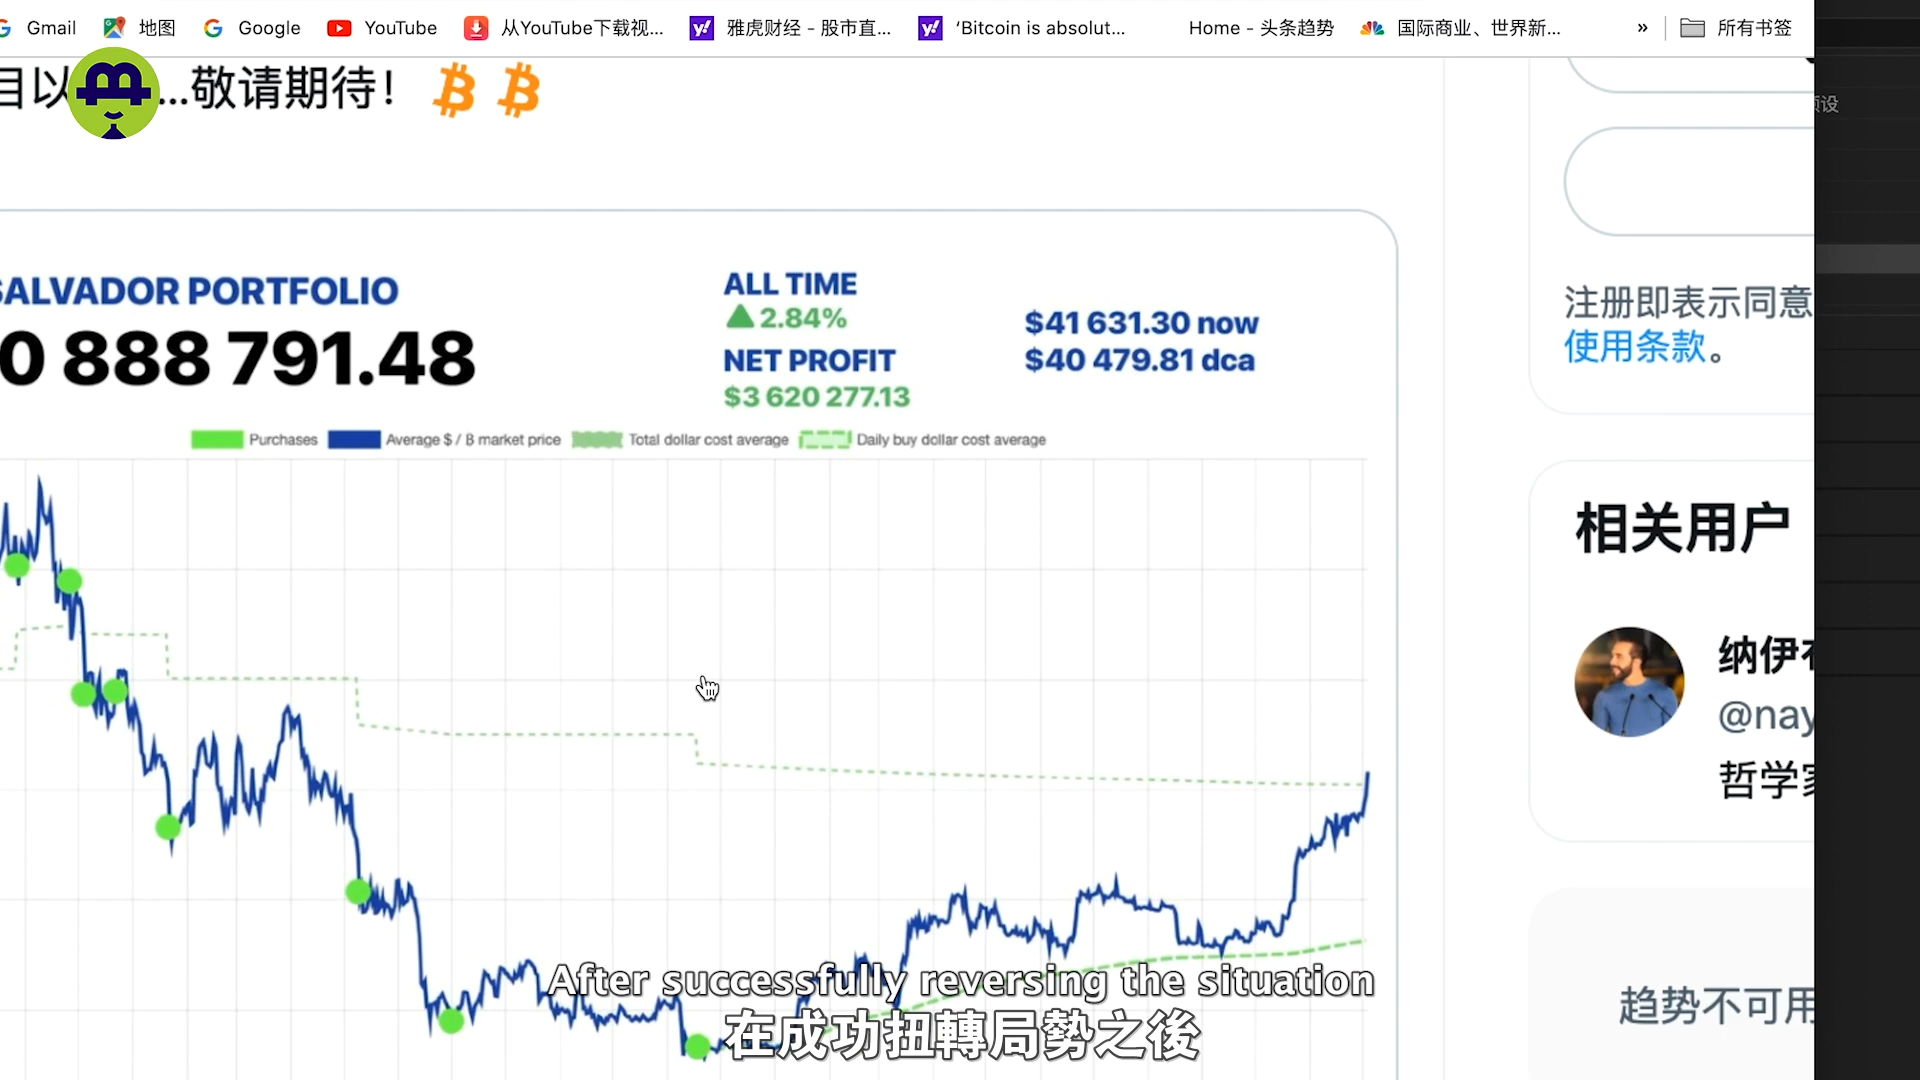 Gmail 地图 Google YouTube 从YouTube下载视... 雅虎财经 - 股市直... 'Bitcoin is absolut... Home - 头条趋势 国际商业、世界新... » 所有书签
目以 ...敬请期待！
SALVADOR PORTFOLIO
0 888 791.48
ALL TIME
2.84%
NET PROFIT
$3 620 277.13
$41 631.30 now
$40 479.81 dca
Purchases Average $ / B market price Total dollar cost average Daily buy dollar cost average
注册即表示同意
使用条款。
相关用户
纳伊布
@nay
哲学家
趋势不可用
After successfully reversing the situation
在成功扭轉局勢之後